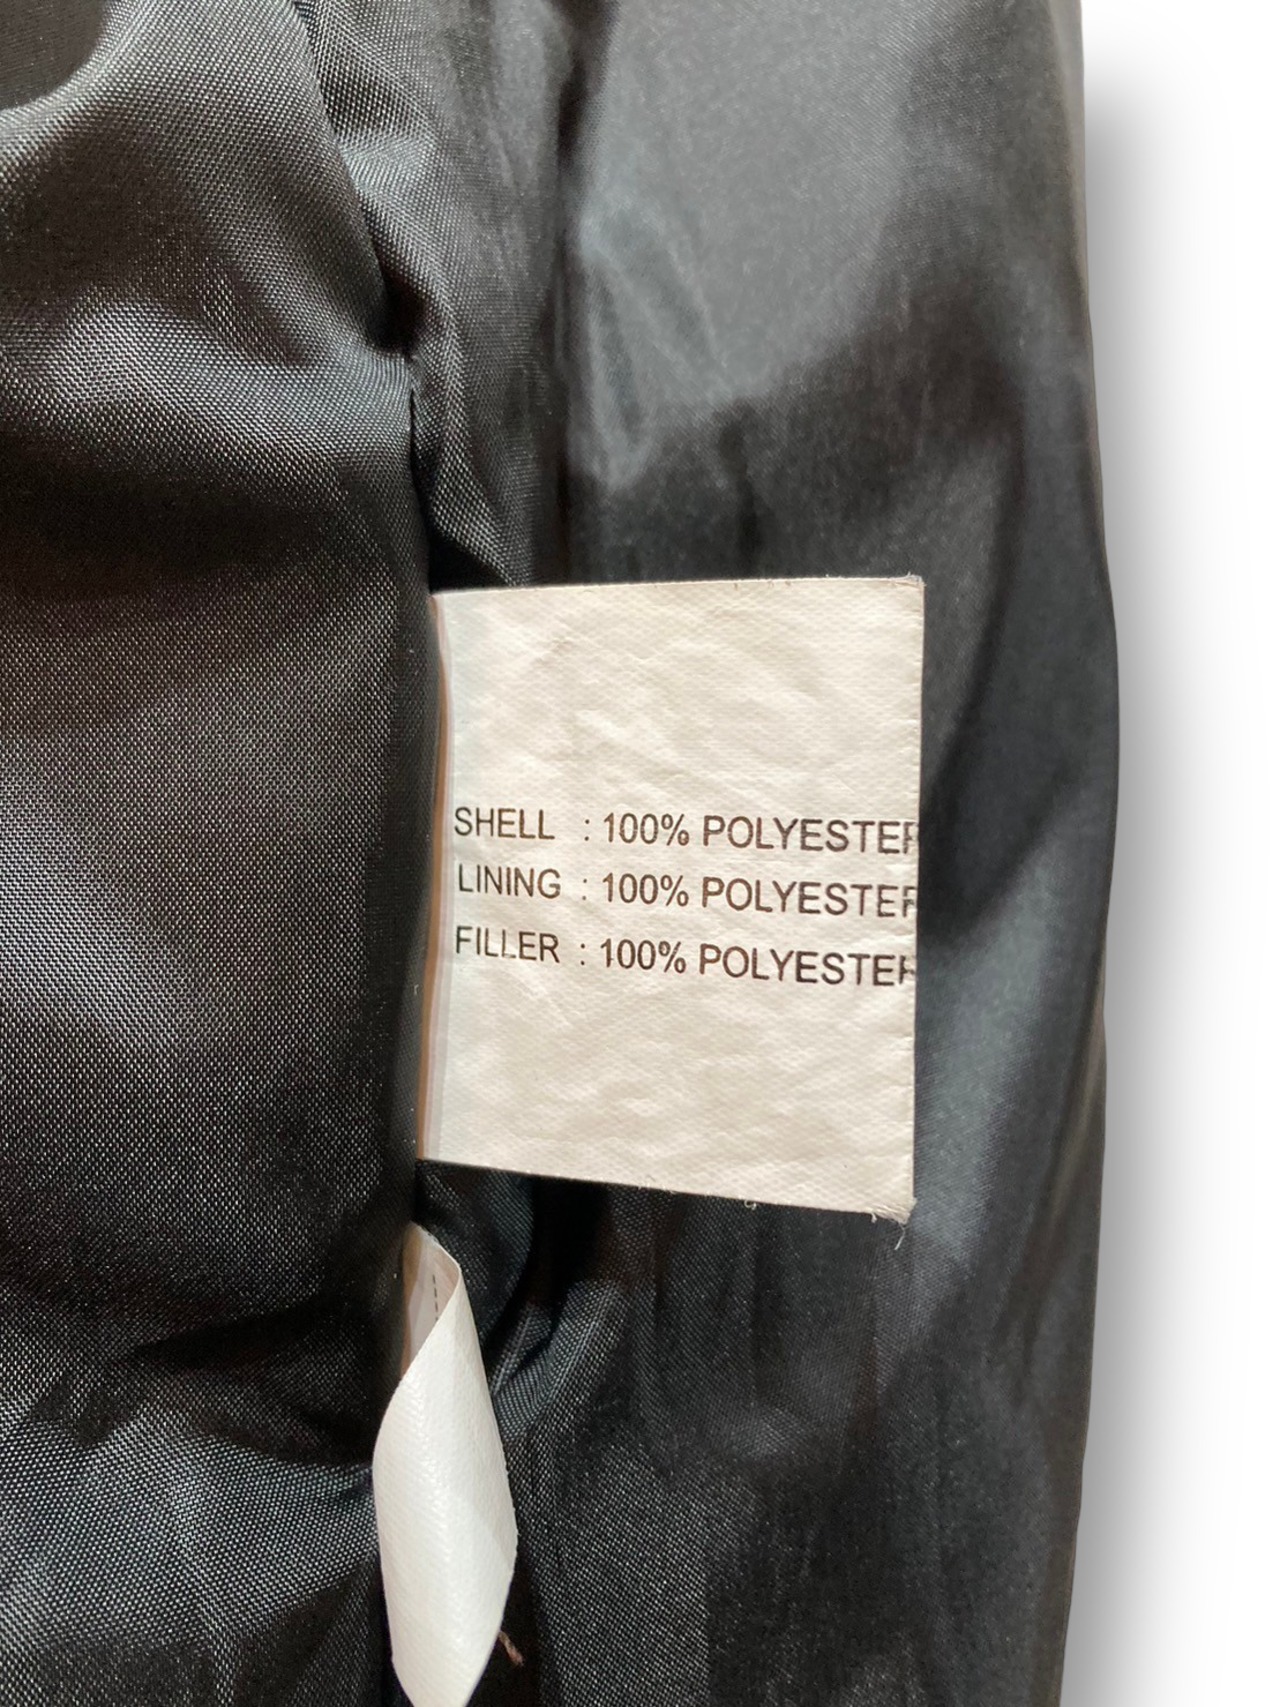 SHELL : 100% POLYESTER
LINING : 100% POLYESTER
FILLER : 100% POLYESTER